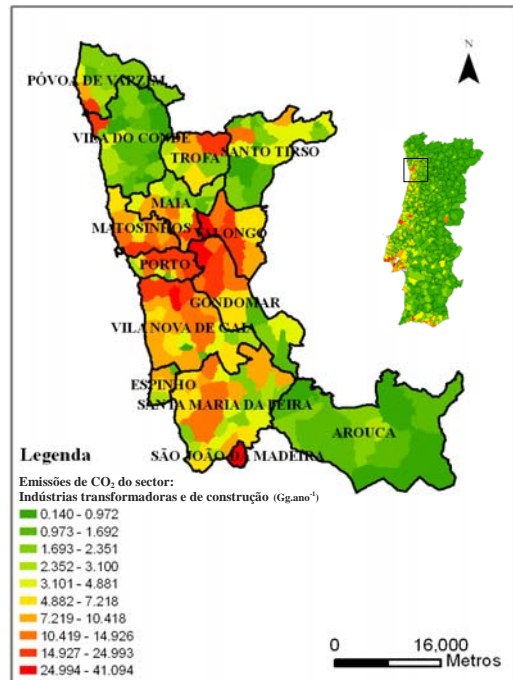 N
PÓVOA DE VARZIM
VILA DO CONDE
TROFA
SANTO TIRSO
MAIA
MATOSINHOS
VALONGO
PORTO
GONDOMAR
VILA NOVA DE GAIA
ESPINHO
SANTA MARIA DA FEIRA
AROUCA
SÃO JOÃO DA MADEIRA
Legenda
Emissões de CO₂ do sector:
Indústrias transformadoras e de construção (Gg.ano⁻¹)
0.140 - 0.972
0.973 - 1.692
1.693 - 2.351
2.352 - 3.100
3.101 - 4.881
4.882 - 7.218
7.219 - 10.418
10.419 - 14.926
14.927 - 24.993
24.994 - 41.094
0 16,000
Metros